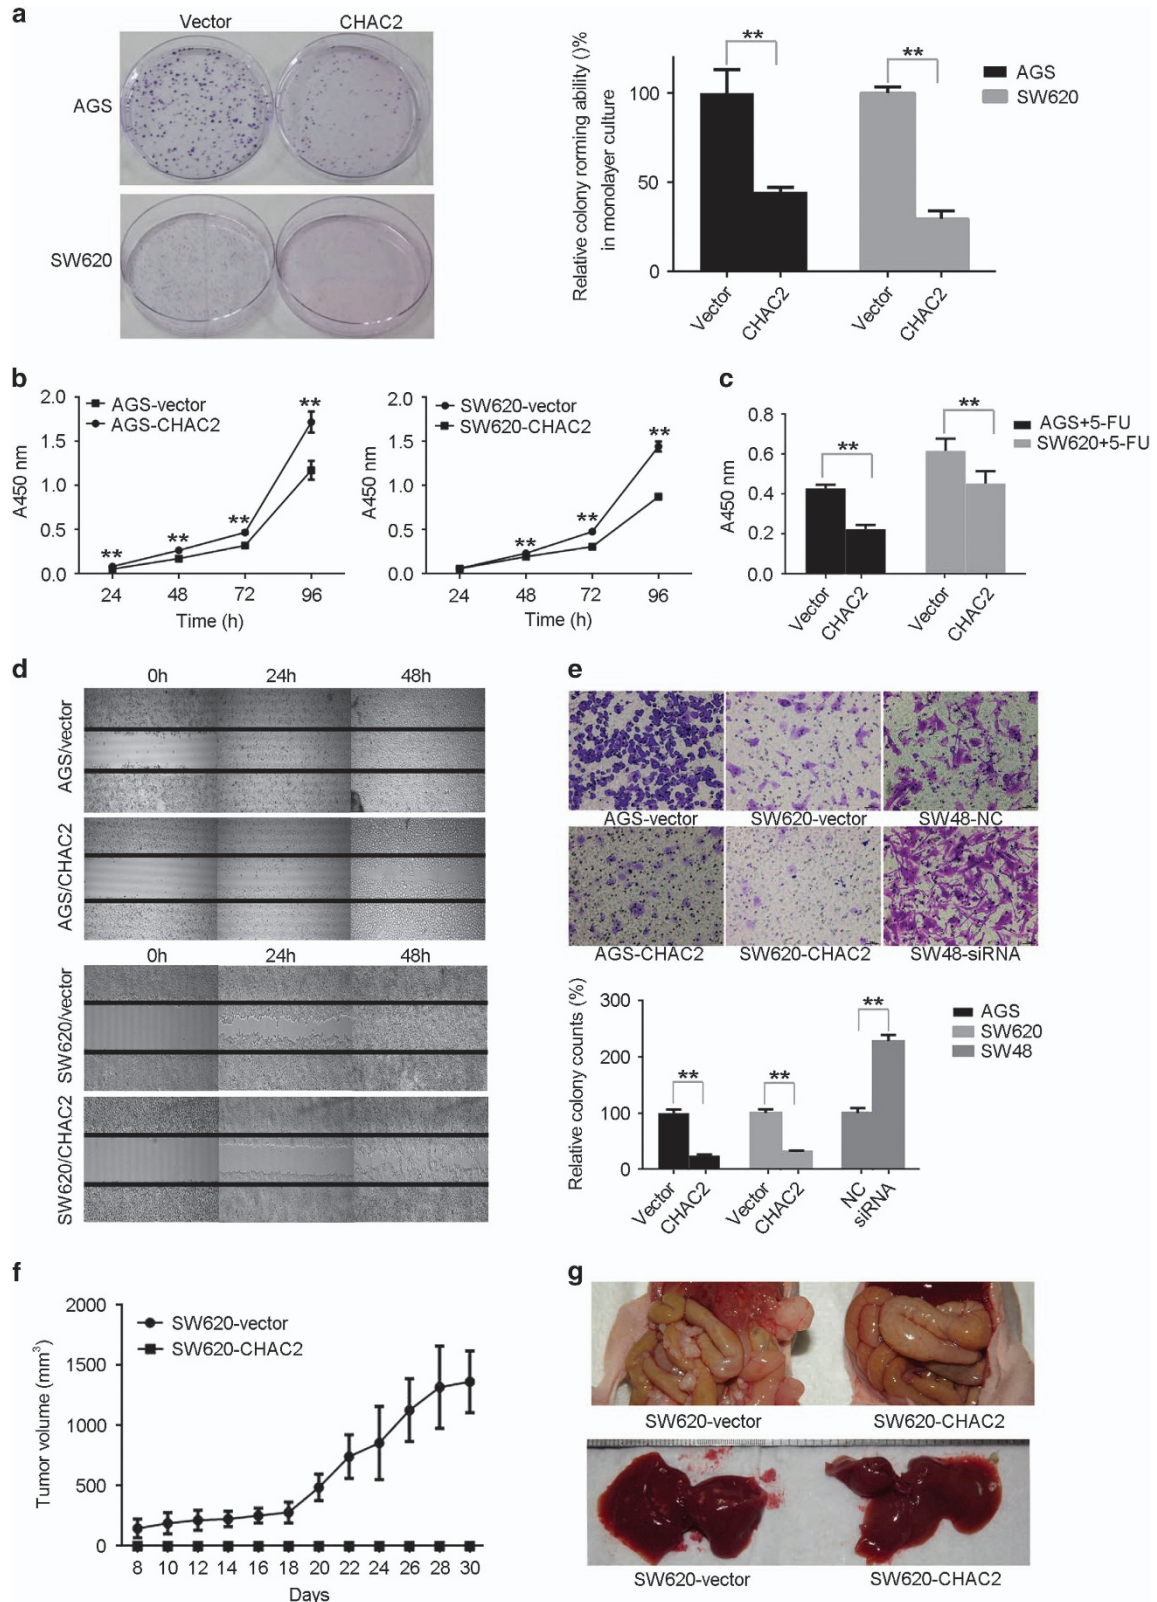 a
Vector CHAC2
AGS
SW620
Relative colony rorming ability ()%
in monolayer culture
100
50
0
**
**
AGS
SW620
Vector
CHAC2
Vector
CHAC2
b
2.0
1.5
1.0
0.5
0.0
A450 nm
AGS-vector
AGS-CHAC2
**
**
**
**
24 48 72 96
Time (h)
2.0
1.5
1.0
0.5
0.0
A450 nm
SW620-vector
SW620-CHAC2
**
**
**
24 48 72 96
Time (h)
c
0.8
0.6
0.4
0.2
0.0
A450 nm
**
**
AGS+5-FU
SW620+5-FU
Vector
CHAC2
Vector
CHAC2
d
0h 24h 48h
AGS/vector
AGS/CHAC2
0h 24h 48h
SW620/vector
SW620/CHAC2
e
AGS-vector SW620-vector SW48-NC
AGS-CHAC2 SW620-CHAC2 SW48-siRNA
Relative colony counts (%)
300
200
100
0
**
**
**
AGS
SW620
SW48
Vector
CHAC2
Vector
CHAC2
NC
siRNA
f
2000
1500
1000
500
0
Tumor volume (mm³)
SW620-vector
SW620-CHAC2
8 10 12 14 16 18 20 22 24 26 28 30
Days
g
SW620-vector SW620-CHAC2
SW620-vector SW620-CHAC2